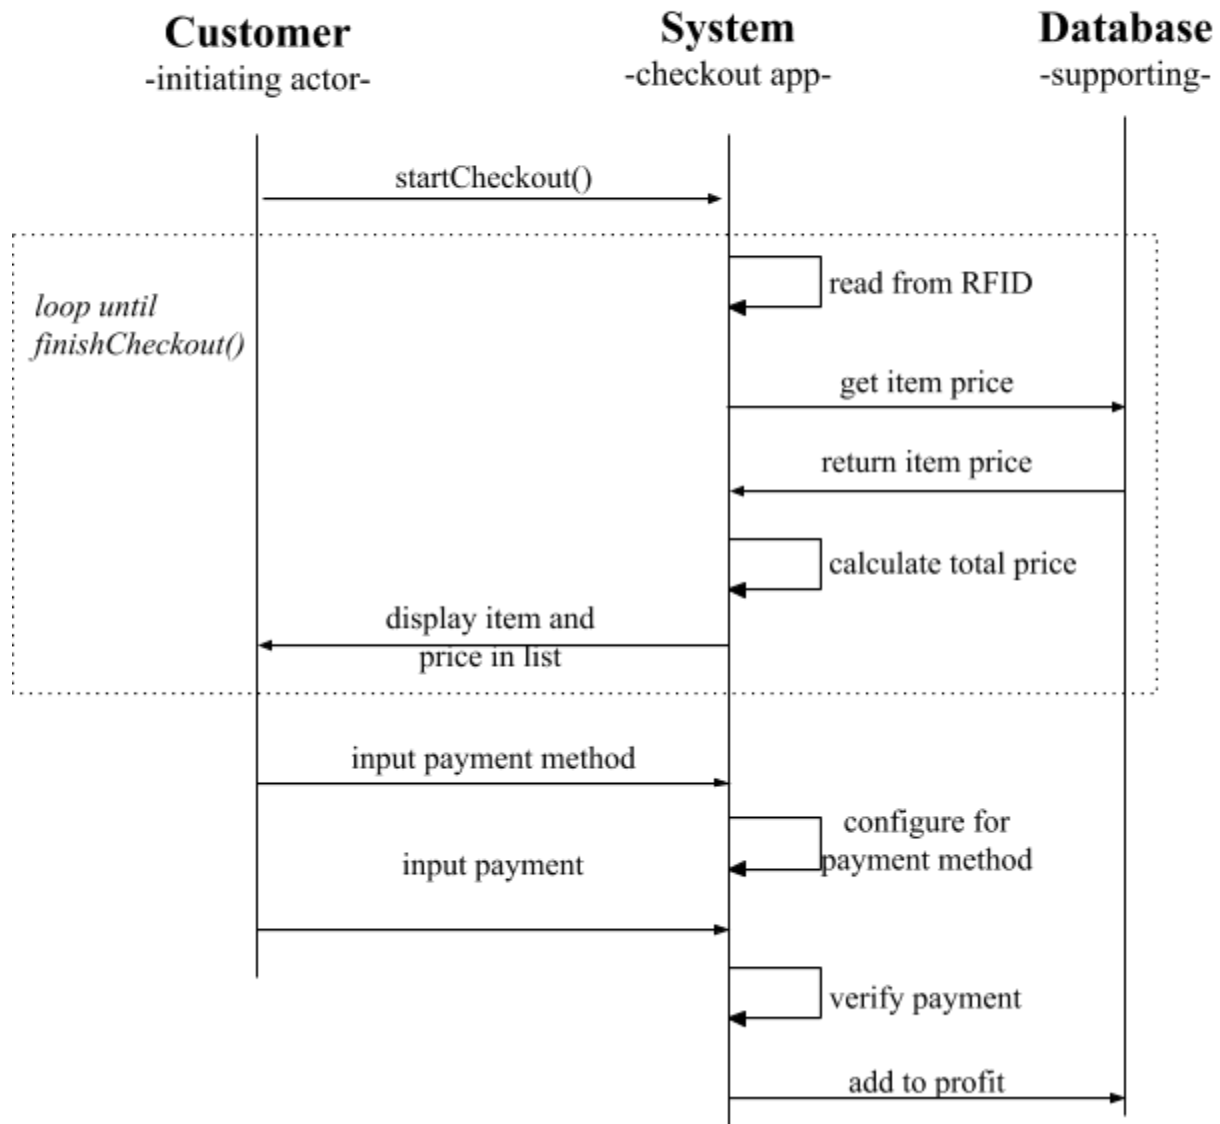 Customer
-initiating actor-
System
-checkout app-
Database
-supporting-
startCheckout()
loop until
finishCheckout()
read from RFID
get item price
return item price
calculate total price
display item and
price in list
input payment method
configure for
payment method
input payment
verify payment
add to profit